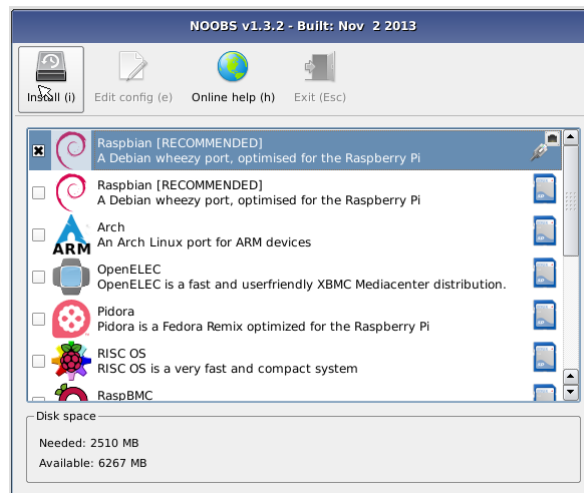 NOOBS v1.3.2 - Built: Nov 2 2013
Install (i) Edit config (e) Online help (h) Exit (Esc)
Raspbian [RECOMMENDED]
A Debian wheezy port, optimised for the Raspberry Pi
Raspbian [RECOMMENDED]
A Debian wheezy port, optimised for the Raspberry Pi
Arch
ARM
An Arch Linux port for ARM devices
OpenELEC
OpenELEC is a fast and userfriendly XBMC Mediacenter distribution.
Pidora
Pidora is a Fedora Remix optimized for the Raspberry Pi
RISC OS
RISC OS is a very fast and compact system
RaspBMC
Disk space
Needed: 2510 MB
Available: 6267 MB